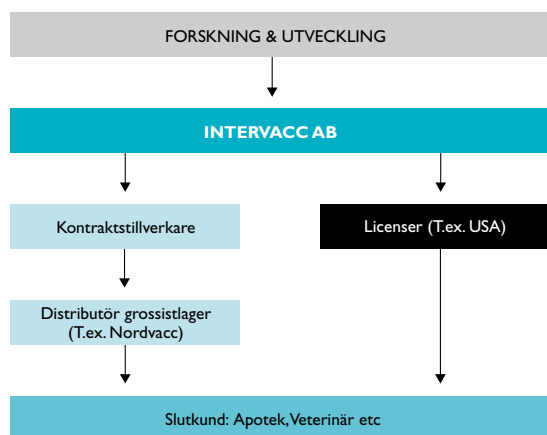 FORSKNING & UTVECKLING
INTERVACC AB
Kontraktstillverkare
Licenser (T.ex. USA)
Distributör grossistlager
(T.ex. Nordvacc)
Slutkund: Apotek, Veterinär etc